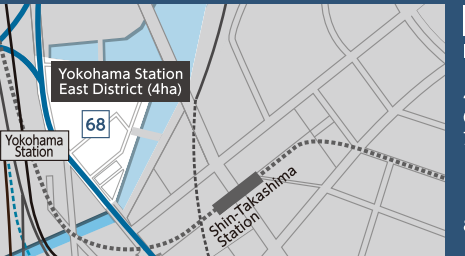 Yokohama Station
East District (4ha)
68
Yokohama
Station
Shin-Takashima
Station